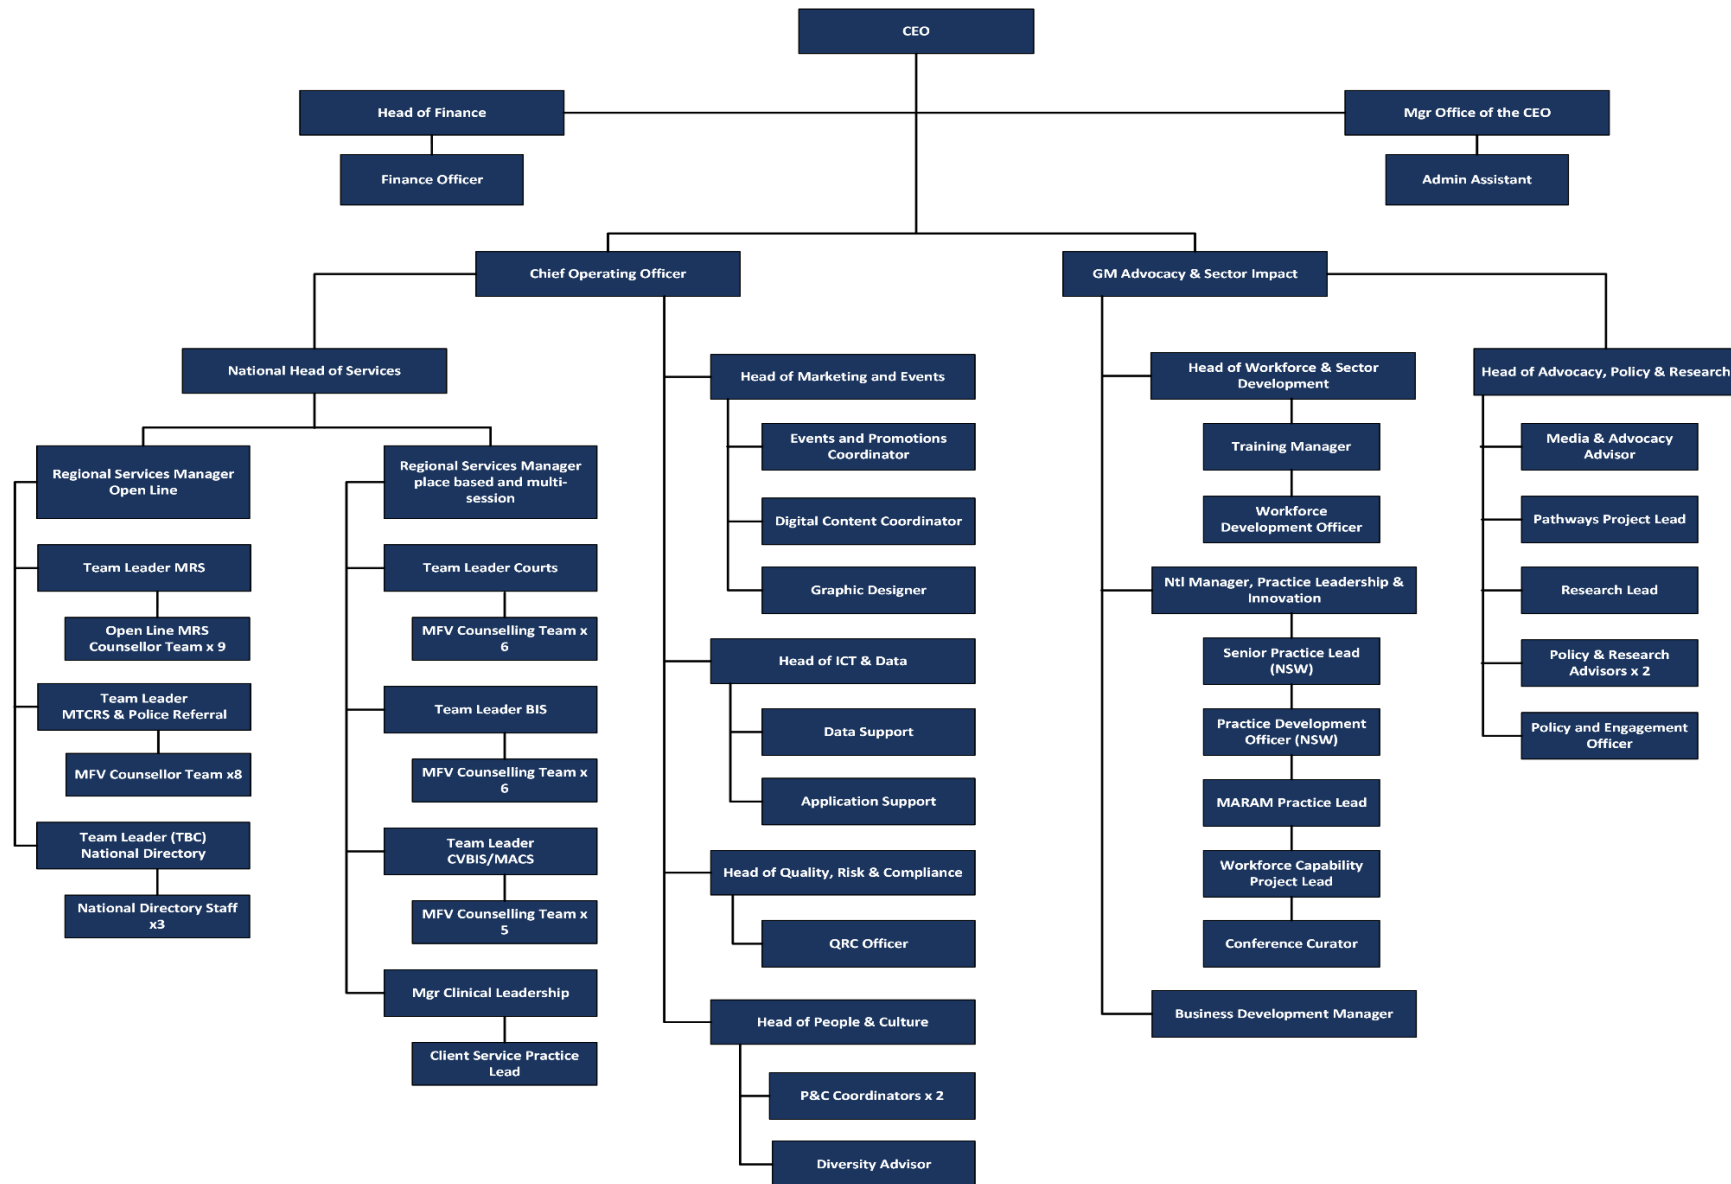 CEO
Head of Finance
Mgr Office of the CEO
Finance Officer
Admin Assistant
Chief Operating Officer
GM Advocacy & Sector Impact
National Head of Services
Regional Services Manager
Open Line
Team Leader MRS
Open Line MRS
Counsellor Team x 9
Team Leader
MTCRS & Police Referral
MFV Counsellor Team x8
Team Leader (TBC)
National Directory
National Directory Staff
x3
Regional Services Manager
place based and multi-
session
Team Leader Courts
MFV Counselling Team x
6
Team Leader BIS
MFV Counselling Team x
6
Team Leader
CVBIS/MACS
MFV Counselling Team x
5
Mgr Clinical Leadership
Client Service Practice
Lead
Head of Marketing and Events
Events and Promotions
Coordinator
Digital Content Coordinator
Graphic Designer
Head of ICT & Data
Data Support
Application Support
Head of Quality, Risk & Compliance
QRC Officer
Head of People & Culture
P&C Coordinators x 2
Diversity Advisor
Head of Workforce & Sector
Development
Training Manager
Workforce
Development Officer
Ntl Manager, Practice Leadership &
Innovation
Senior Practice Lead
(NSW)
Practice Development
Officer (NSW)
MARAM Practice Lead
Workforce Capability
Project Lead
Conference Curator
Business Development Manager
Head of Advocacy, Policy & Research
Media & Advocacy
Advisor
Pathways Project Lead
Research Lead
Policy & Research
Advisors x 2
Policy and Engagement
Officer